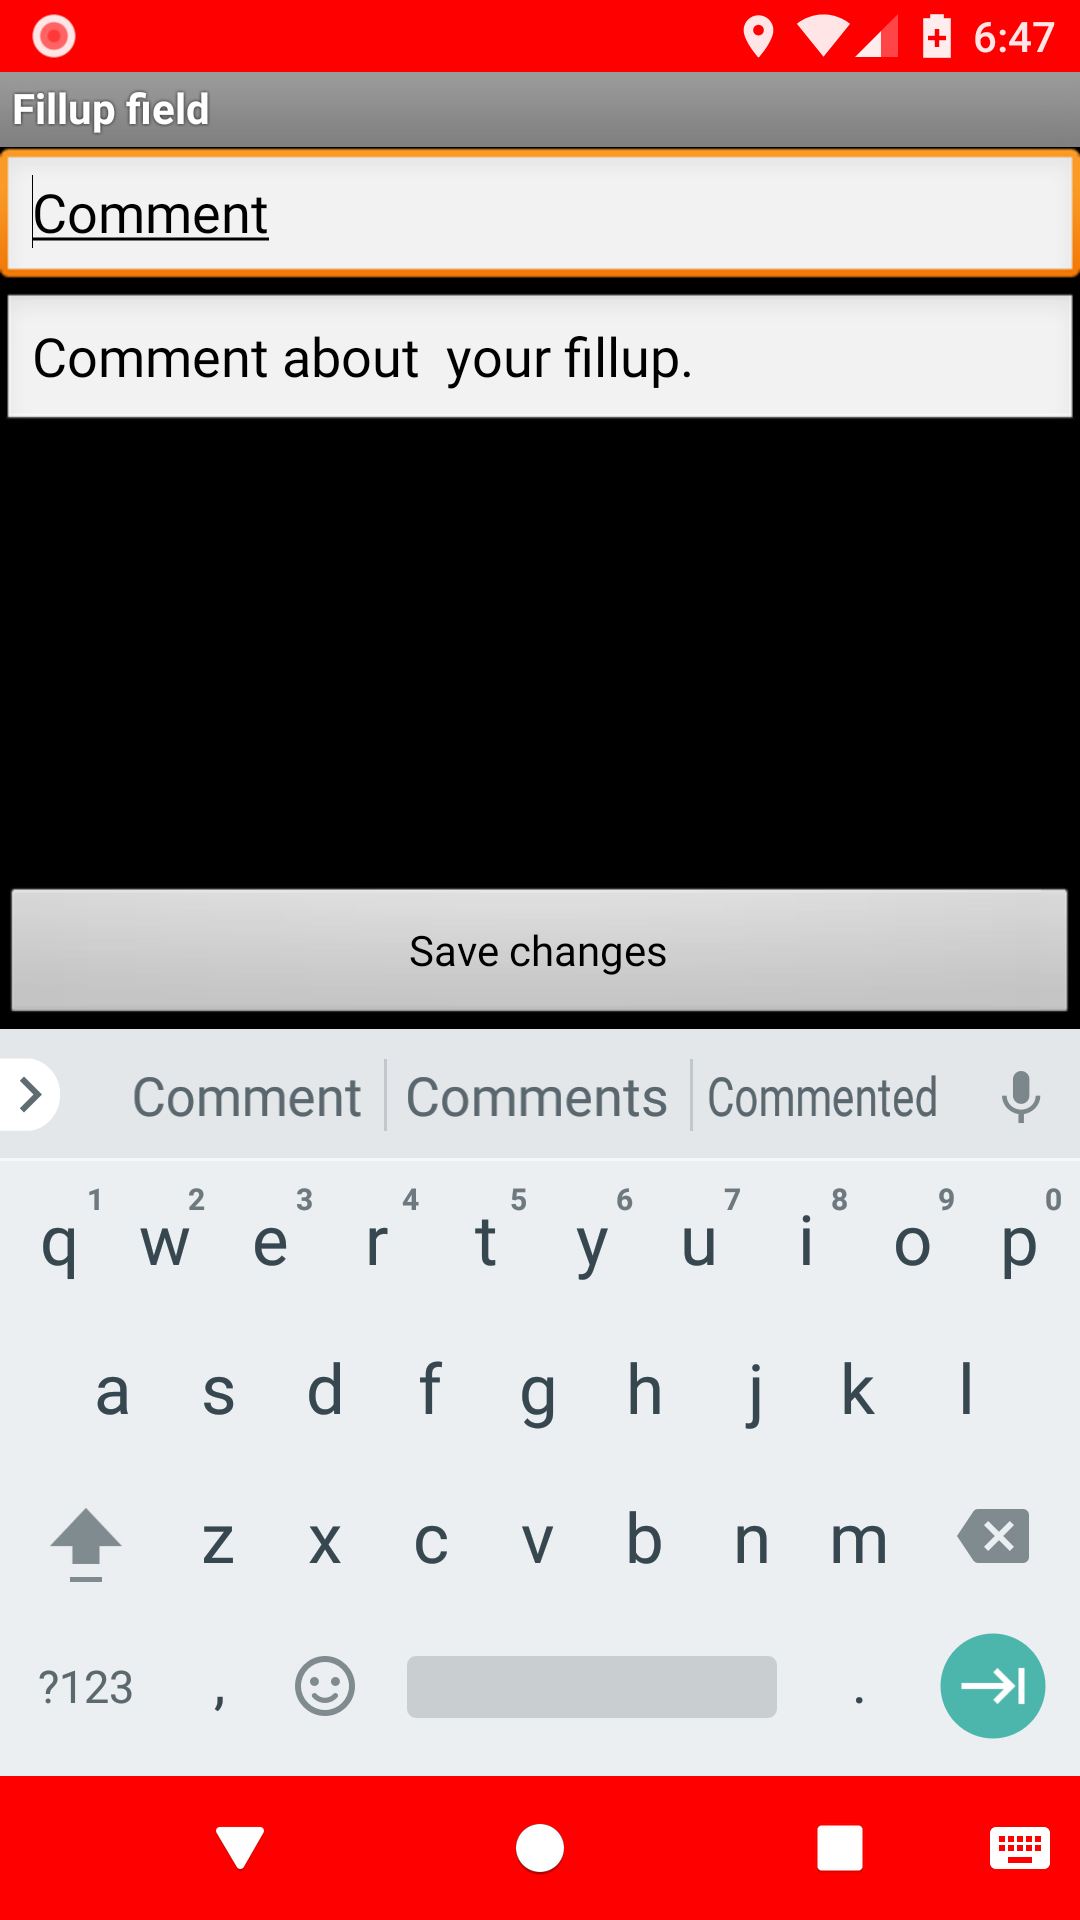 6:47
Fillup field
Comment
Comment about  your fillup.
Save changes
Comment Comments Commented
1 2 3 4 5 6 7 8 9 0
q w e r t y u i o p
a s d f g h j k l
z x c v b n m
?123 , .